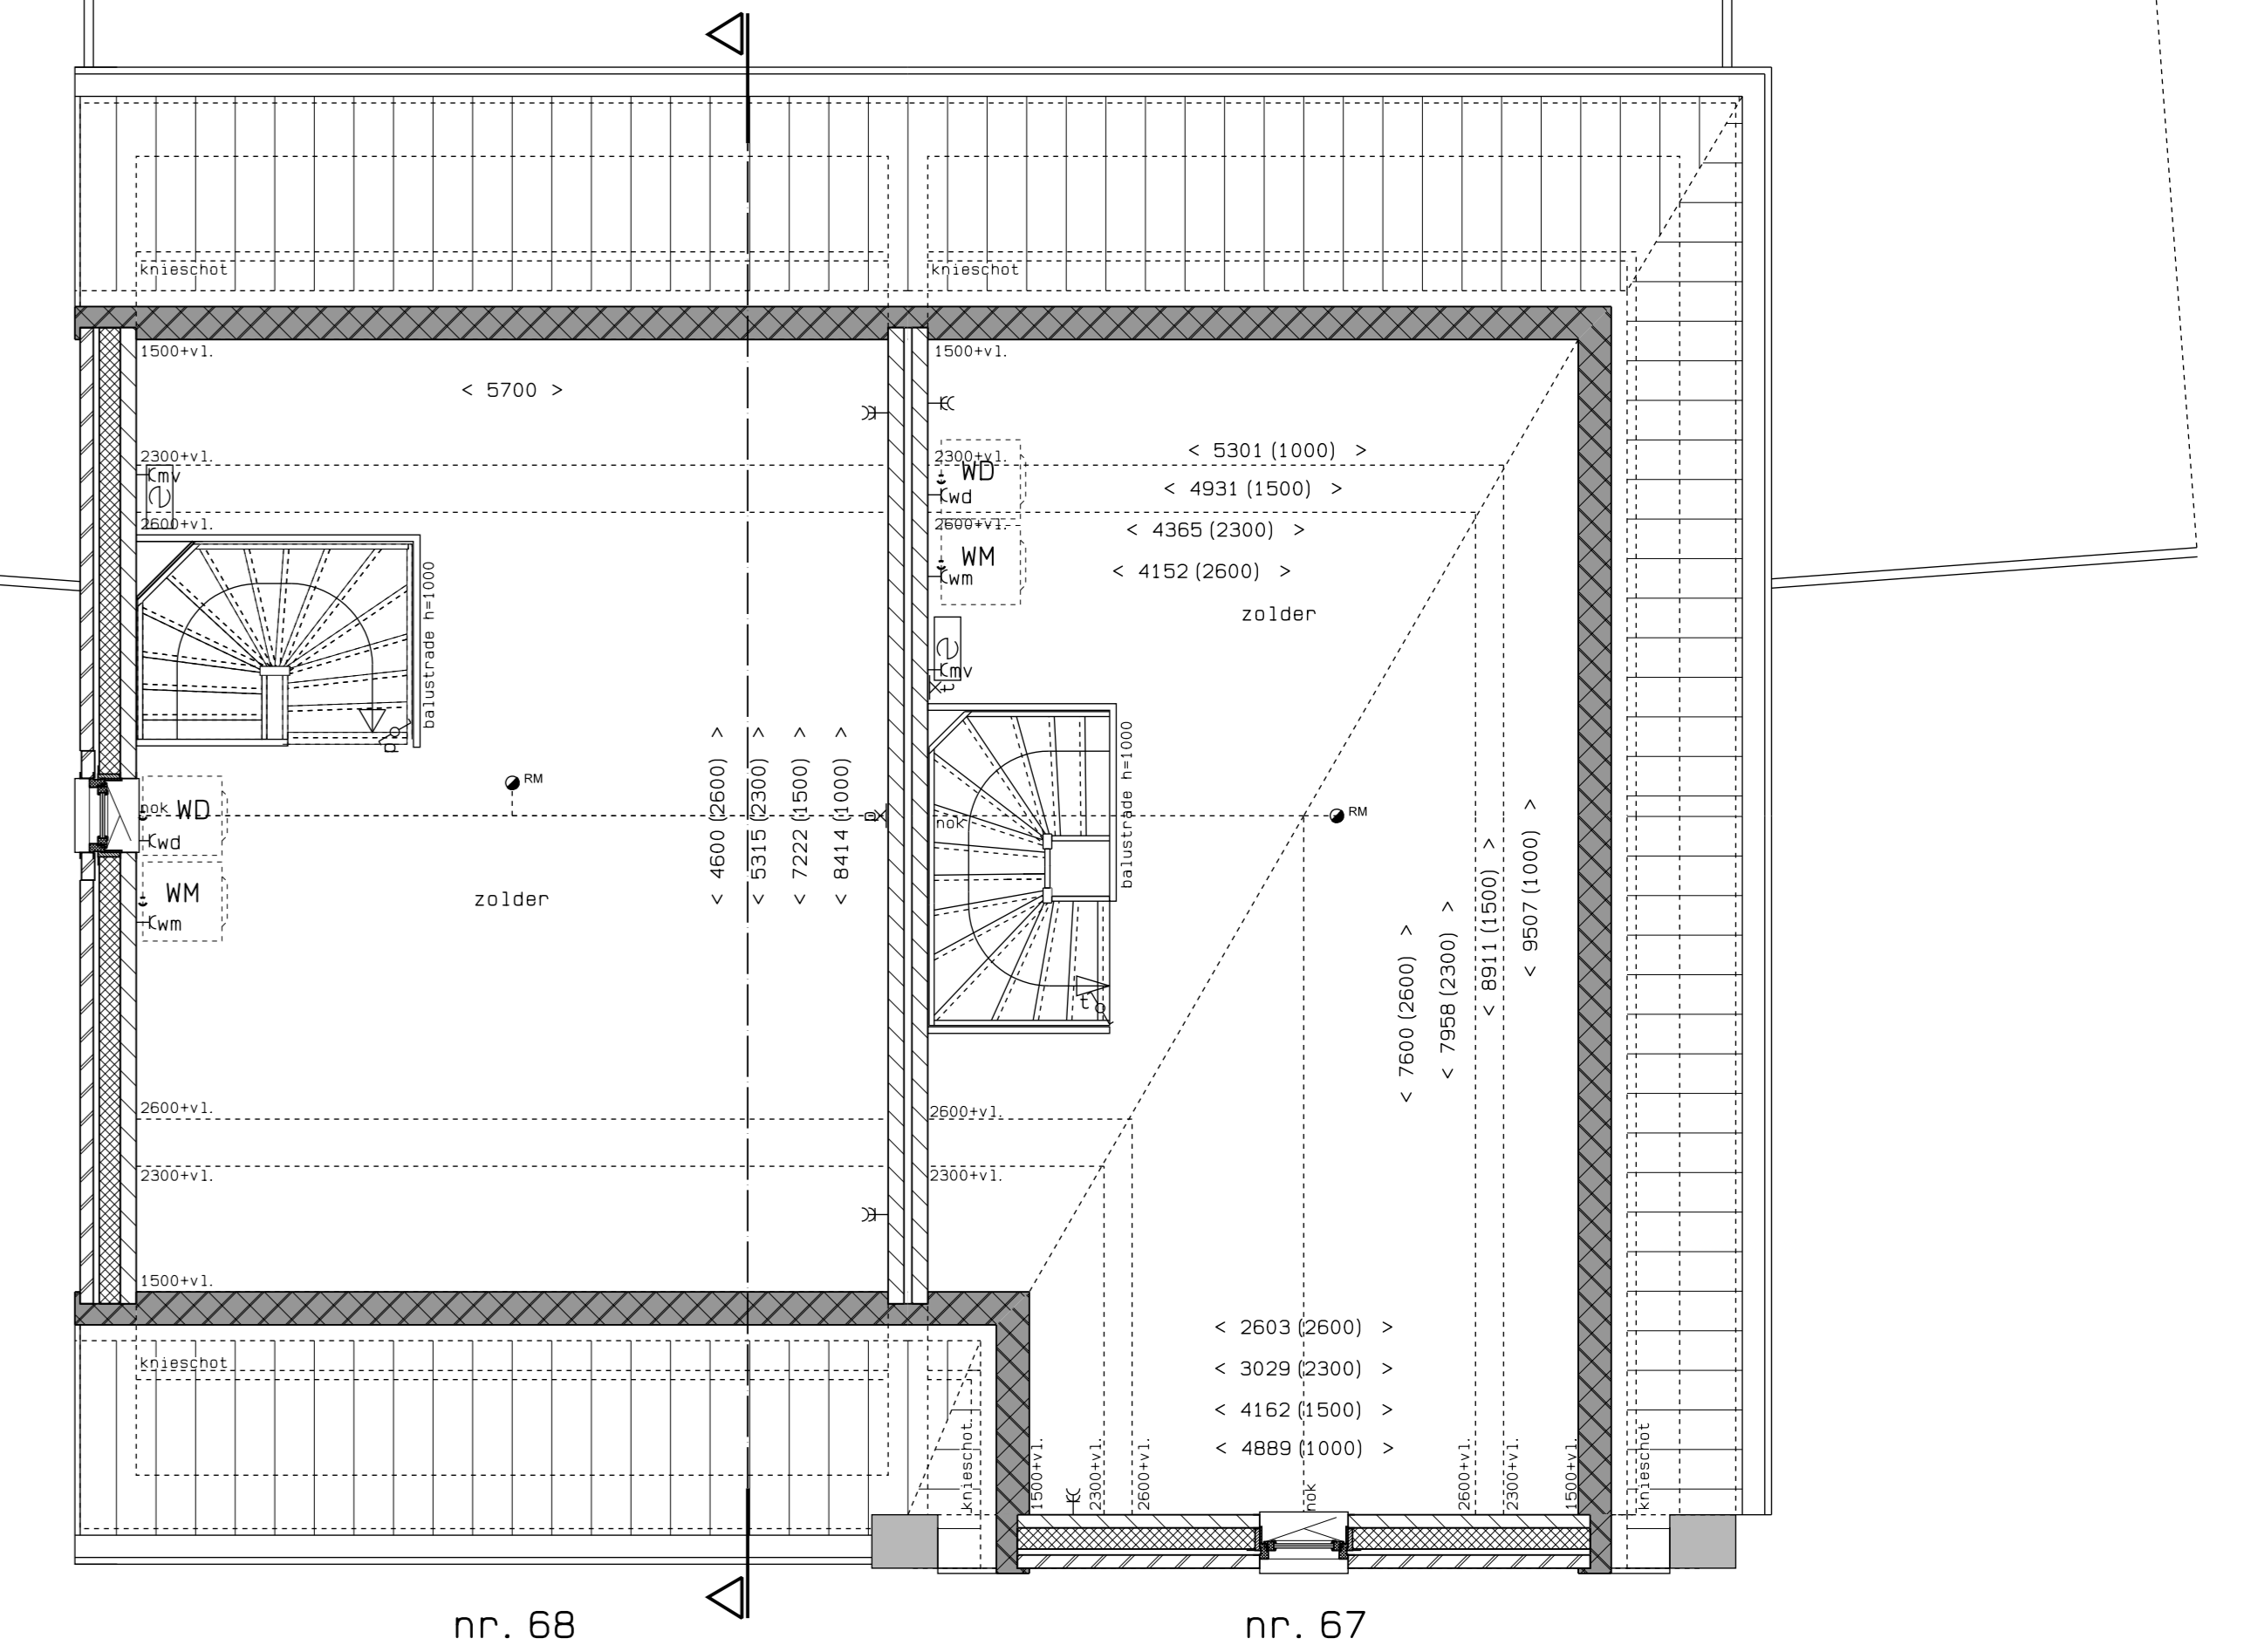 knieschot
knieschot
1500+vl.
1500+vl.
< 5700 >
2300+vl.
2300+vl.
< 5301 (1000) >
mv
WD
wd
< 4931 (1500) >
2600+vl.
2600+vl.
< 4365 (2300) >
WM
wm
< 4152 (2600) >
zolder
balustrade h=1000
mv
t
RM
nok
WD
wd
WM
wm
zolder
< 4600 (2600) >
< 5315 (2300) >
< 7222 (1500) >
< 8414 (1000) >
nok
balustrade h=1000
RM
t
< 7600 (2600) >
< 7958 (2300) >
< 8911 (1500) >
< 9507 (1000) >
2600+vl.
2600+vl.
2300+vl.
2300+vl.
1500+vl.
< 2603 (2600) >
< 3029 (2300) >
< 4162 (1500) >
< 4889 (1000) >
knieschot
knieschot
1500+vl.
2300+vl.
2600+vl.
nok
2600+vl.
2300+vl.
1500+vl.
knieschot
nr. 68
nr. 67